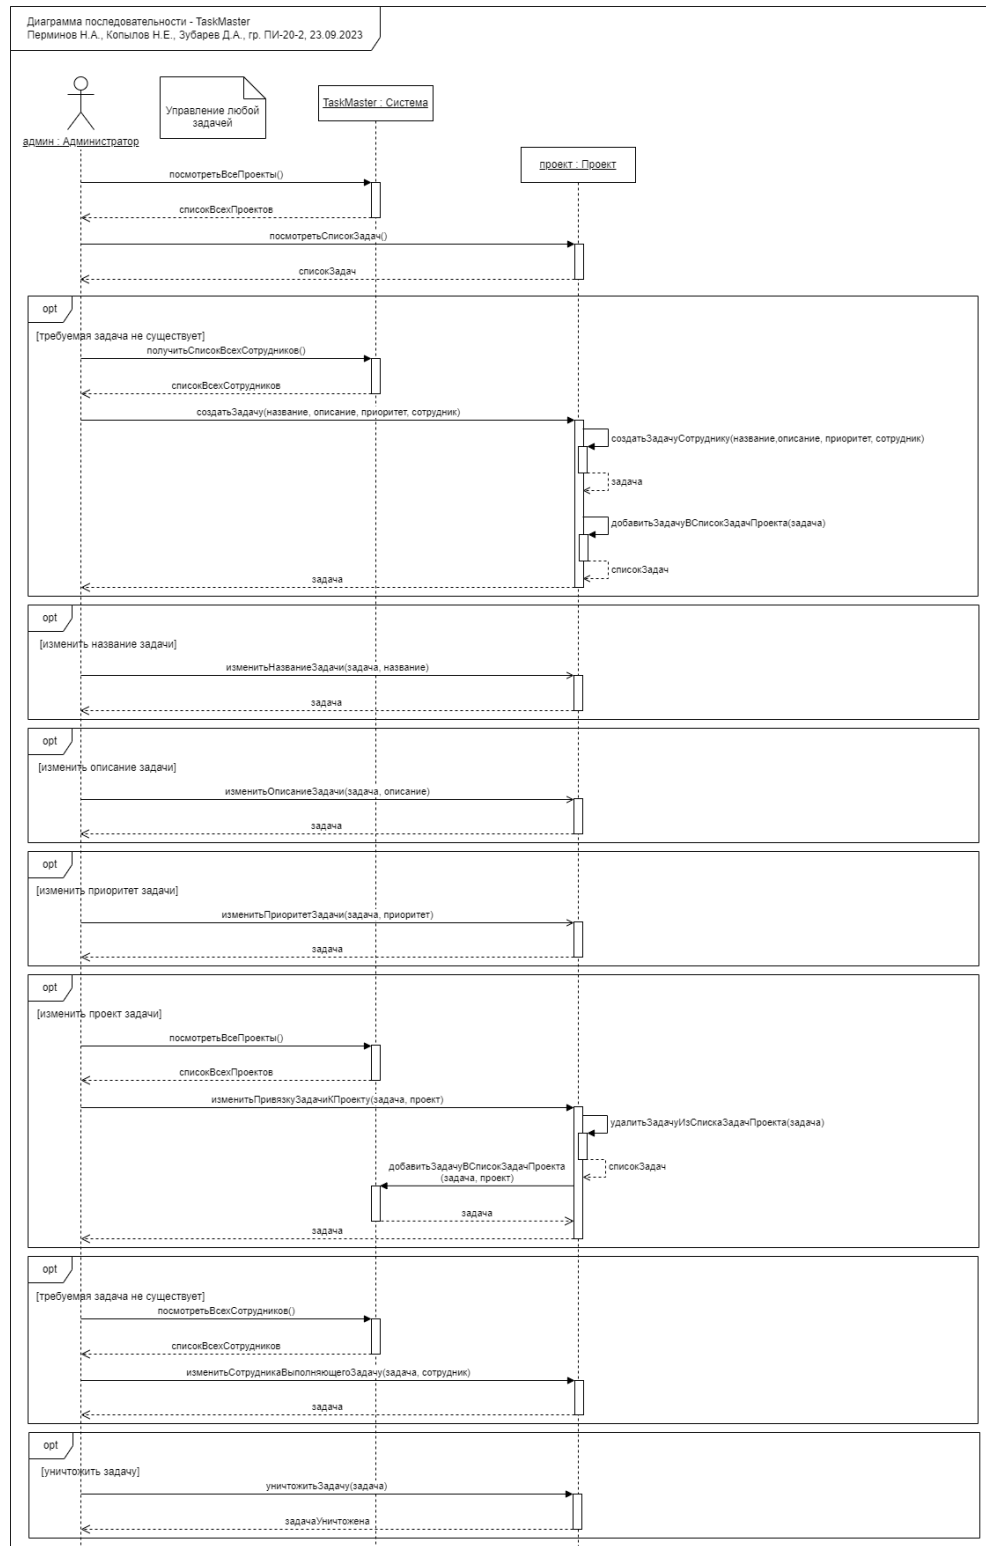 Диаграмма последовательности - TaskMaster
Перминов Н.А., Копылов Н.Е., Зубарев Д.А., гр. ПИ-20-2, 23.09.2023
админ : Администратор
Управление любой
задачей
TaskMaster : Система
проект : Проект
посмотретьВсеПроекты()
списокВсехПроектов
посмотретьСписокЗадач()
списокЗадач
opt
[требуемая задача не существует]
получитьСписокВсехСотрудников()
списокВсехСотрудников
создатьЗадачу(название, описание, приоритет, сотрудник)
создатьЗадачуСотруднику(название,описание, приоритет, сотрудник)
задача
добавитьЗадачуВСписокЗадачПроекта(задача)
списокЗадач
задача
opt
[изменить название задачи]
изменитьНазваниеЗадачи(задача, название)
задача
opt
[изменить описание задачи]
изменитьОписаниеЗадачи(задача, описание)
задача
opt
[изменить приоритет задачи]
изменитьПриоритетЗадачи(задача, приоритет)
задача
opt
[изменить проект задачи]
посмотретьВсеПроекты()
списокВсехПроектов
изменитьПривязкуЗадачиКПроекту(задача, проект)
удалитьЗадачуИзСпискаЗадачПроекта(задача)
списокЗадач
добавитьЗадачуВСписокЗадачПроекта
(задача, проект)
задача
задача
opt
[требуемая задача не существует]
посмотретьВсехСотрудников()
списокВсехСотрудников
изменитьСотрудникаВыполняющегоЗадачу(задача, сотрудник)
задача
opt
[уничтожить задачу]
уничтожитьЗадачу(задача)
задачаУничтожена